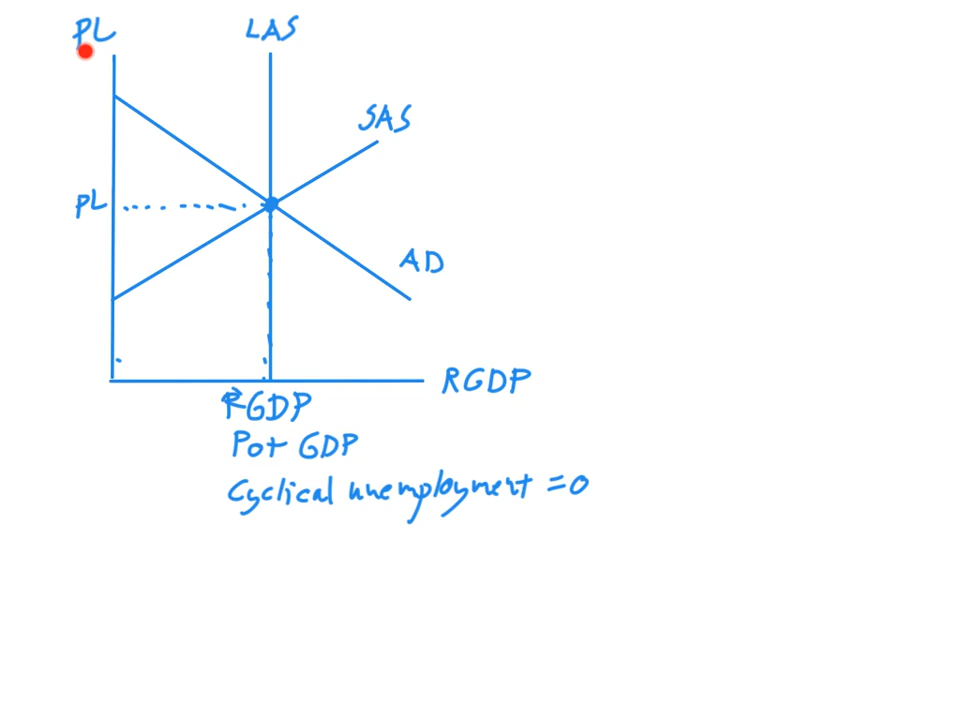 PL
LAS
SAS
PL
AD
RGDP
RGDP
Pot GDP
Cyclical unemployment = 0